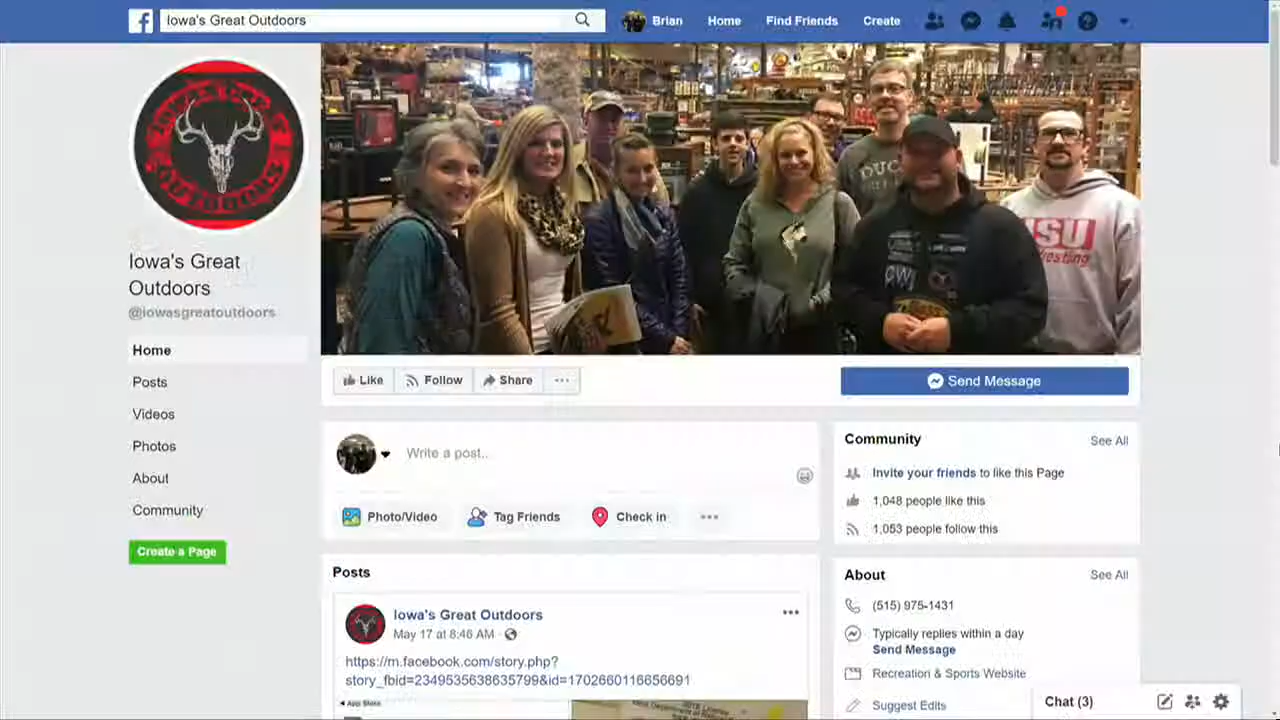 Iowa's Great Outdoors
Brian
Home
Find Friends
Create
Iowa's Great
Outdoors
@iowasgreatoutdoors
Home
Posts
Videos
Photos
About
Community
Create a Page
ISU
Like
Follow
Share
Send Message
Write a post...
Photo/Video
Tag Friends
Check in
Community
See All
Invite your friends to like this Page
1,048 people like this
1,053 people follow this
Posts
Iowa's Great Outdoors
May 17 at 8:46 AM
https://m.facebook.com/story.php?
story_fbid=2349535638635799&id=1702660116656691
App Store
About
See All
(515) 975-1431
Typically replies within a day
Send Message
Recreation & Sports Website
Suggest Edits
Chat (3)